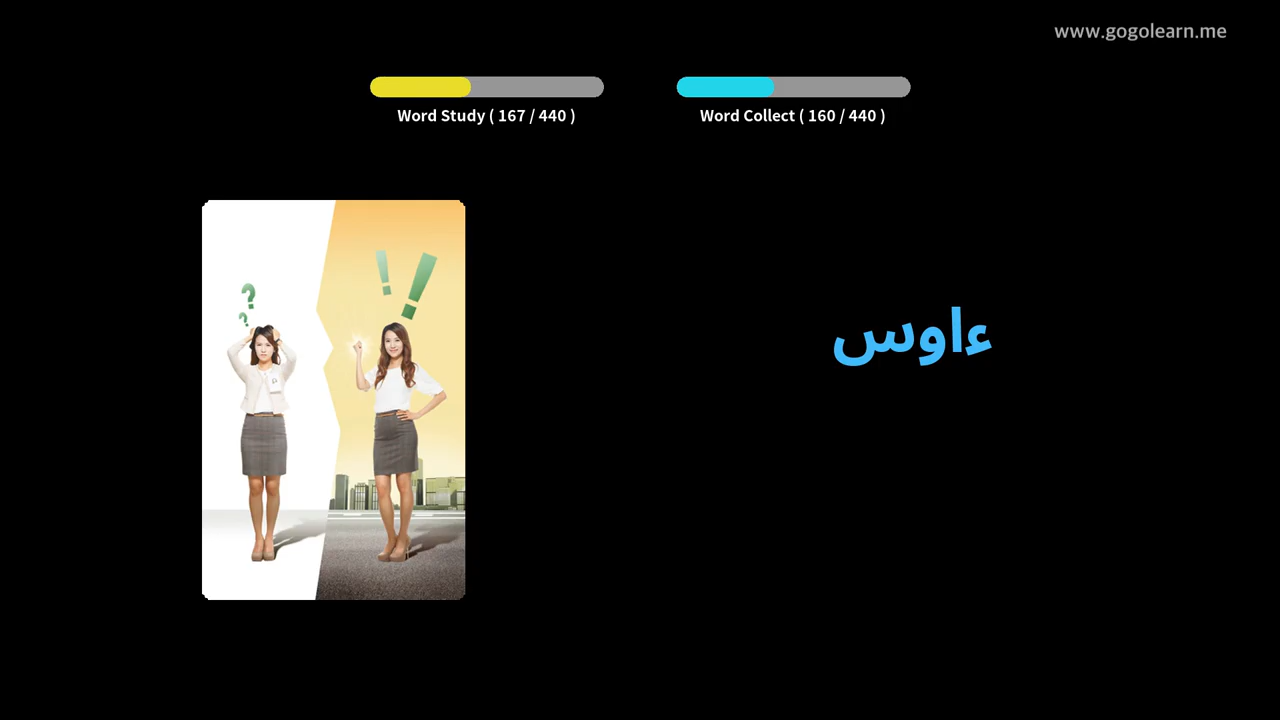 www.gogolearn.me
Word Study ( 167 / 440 )
Word Collect ( 160 / 440 )
ءاوس
? ?
! !